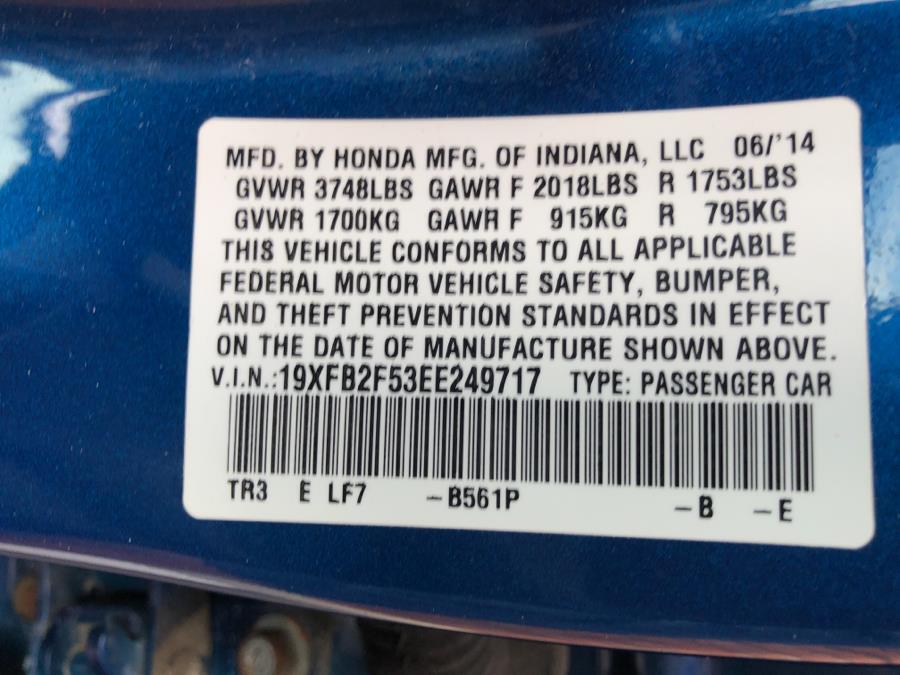 MFD. BY HONDA MFG. OF INDIANA, LLC 06/'14
GVWR 3748LBS GAWR F 2018LBS R 1753LBS
GVWR 1700KG GAWR F 915KG R 795KG
THIS VEHICLE CONFORMS TO ALL APPLICABLE
FEDERAL MOTOR VEHICLE SAFETY, BUMPER,
AND THEFT PREVENTION STANDARDS IN EFFECT
ON THE DATE OF MANUFACTURE SHOWN ABOVE.
V.I.N.:19XFB2F53EE249717 TYPE: PASSENGER CAR
TR3 E LF7 -B561P -B -E